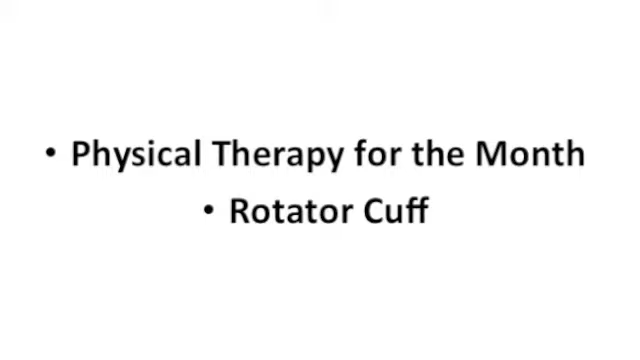 • Physical Therapy for the Month
• Rotator Cuff